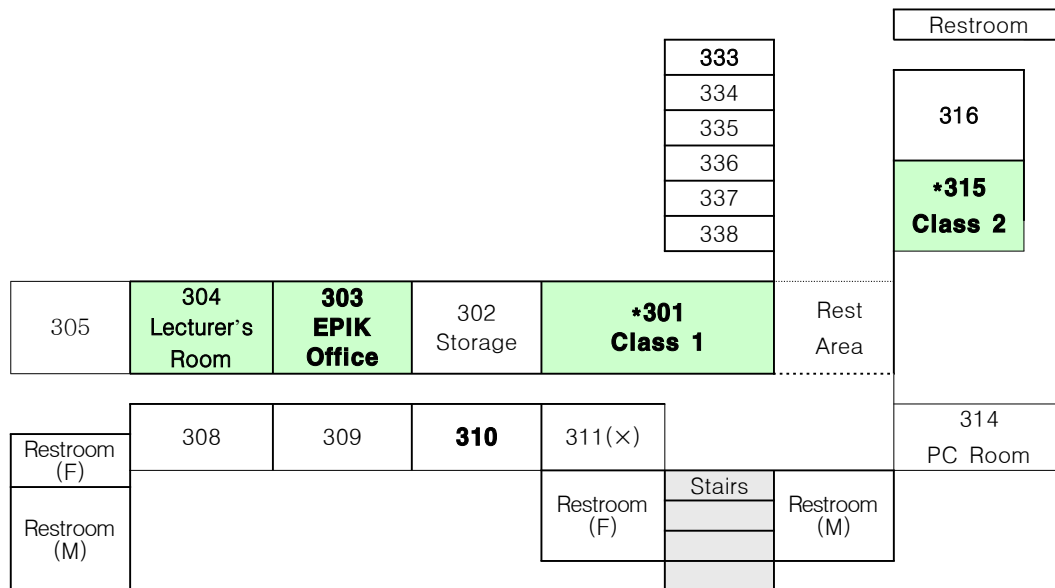 Restroom
333
334
335
336
337
338
316
*315
Class 2
305
304
Lecturer's
Room
303
EPIK
Office
302
Storage
*301
Class 1
Rest
Area
308
309
310
311(×)
314
PC Room
Restroom
(F)
Restroom
(M)
Restroom
(F)
Stairs
Restroom
(M)